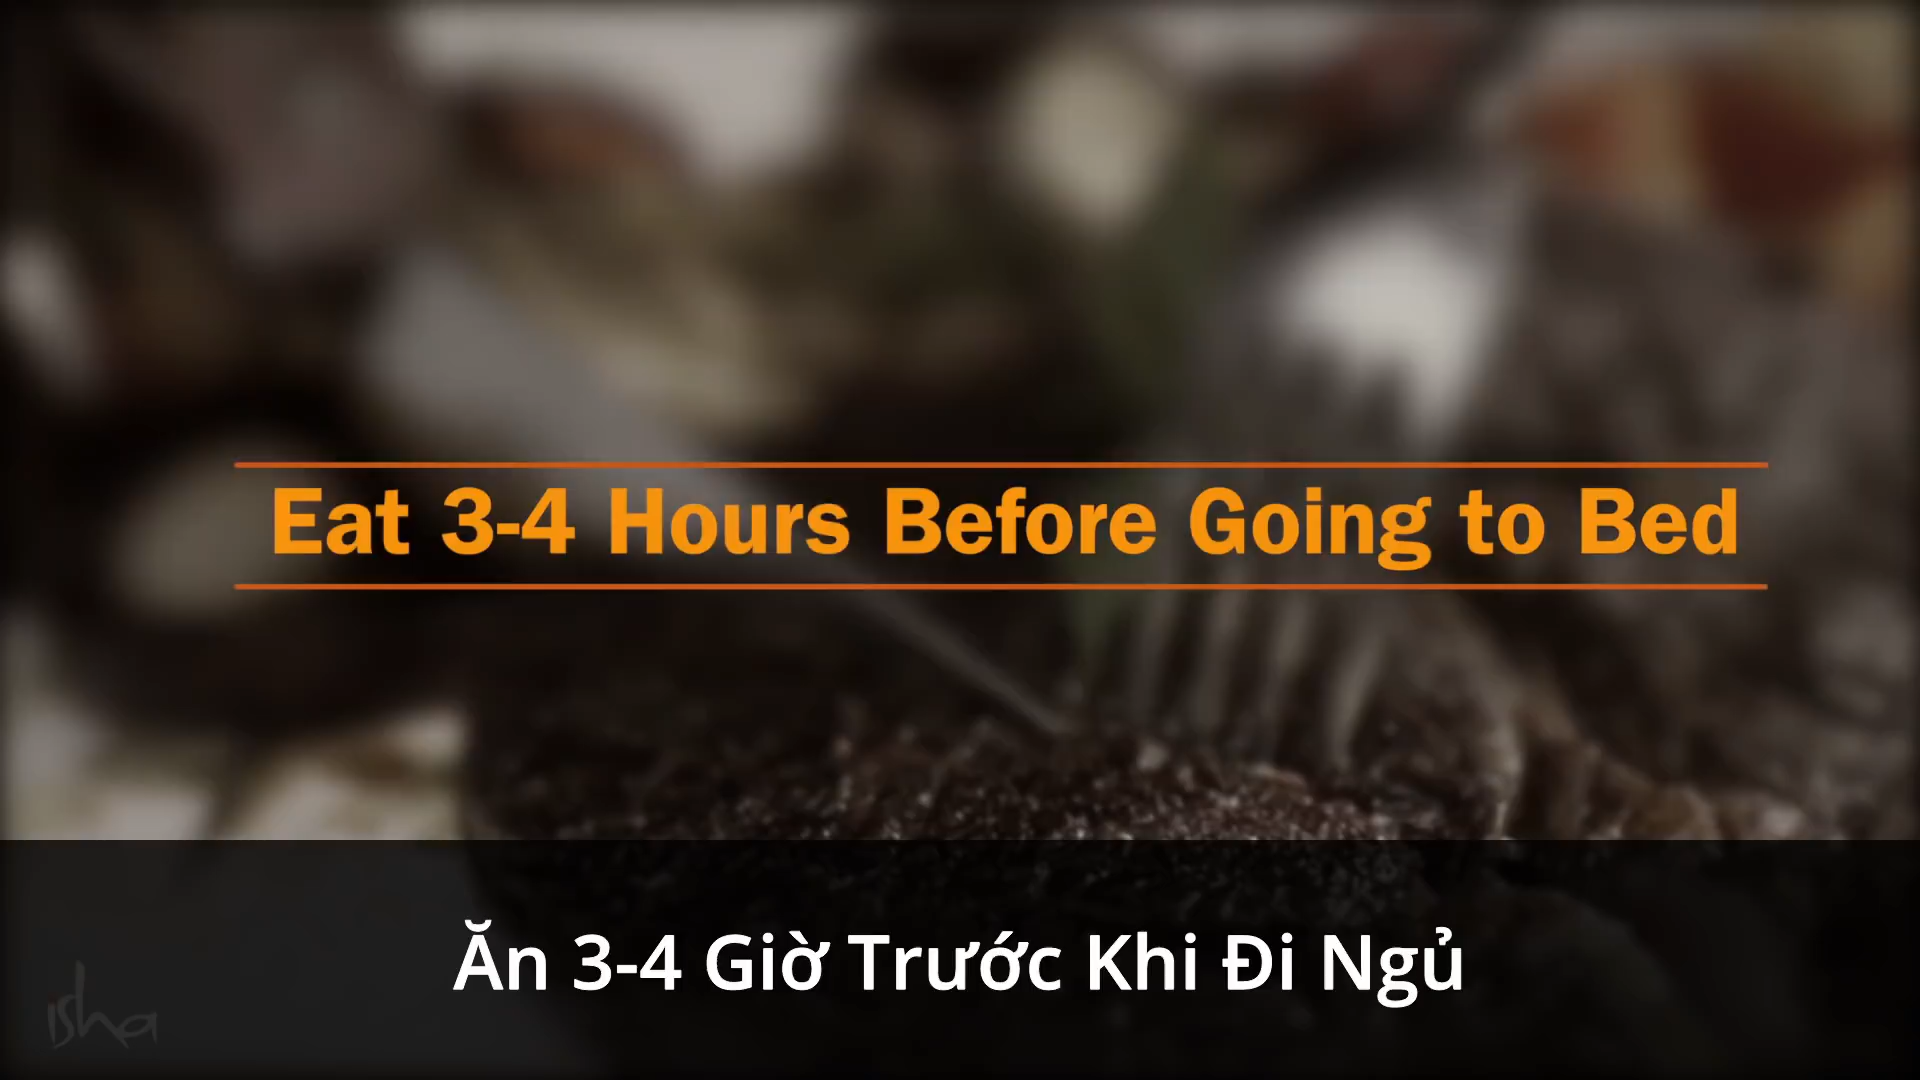 Eat 3-4 Hours Before Going to Bed
Ăn 3-4 Giờ Trước Khi Đi Ngủ
isha